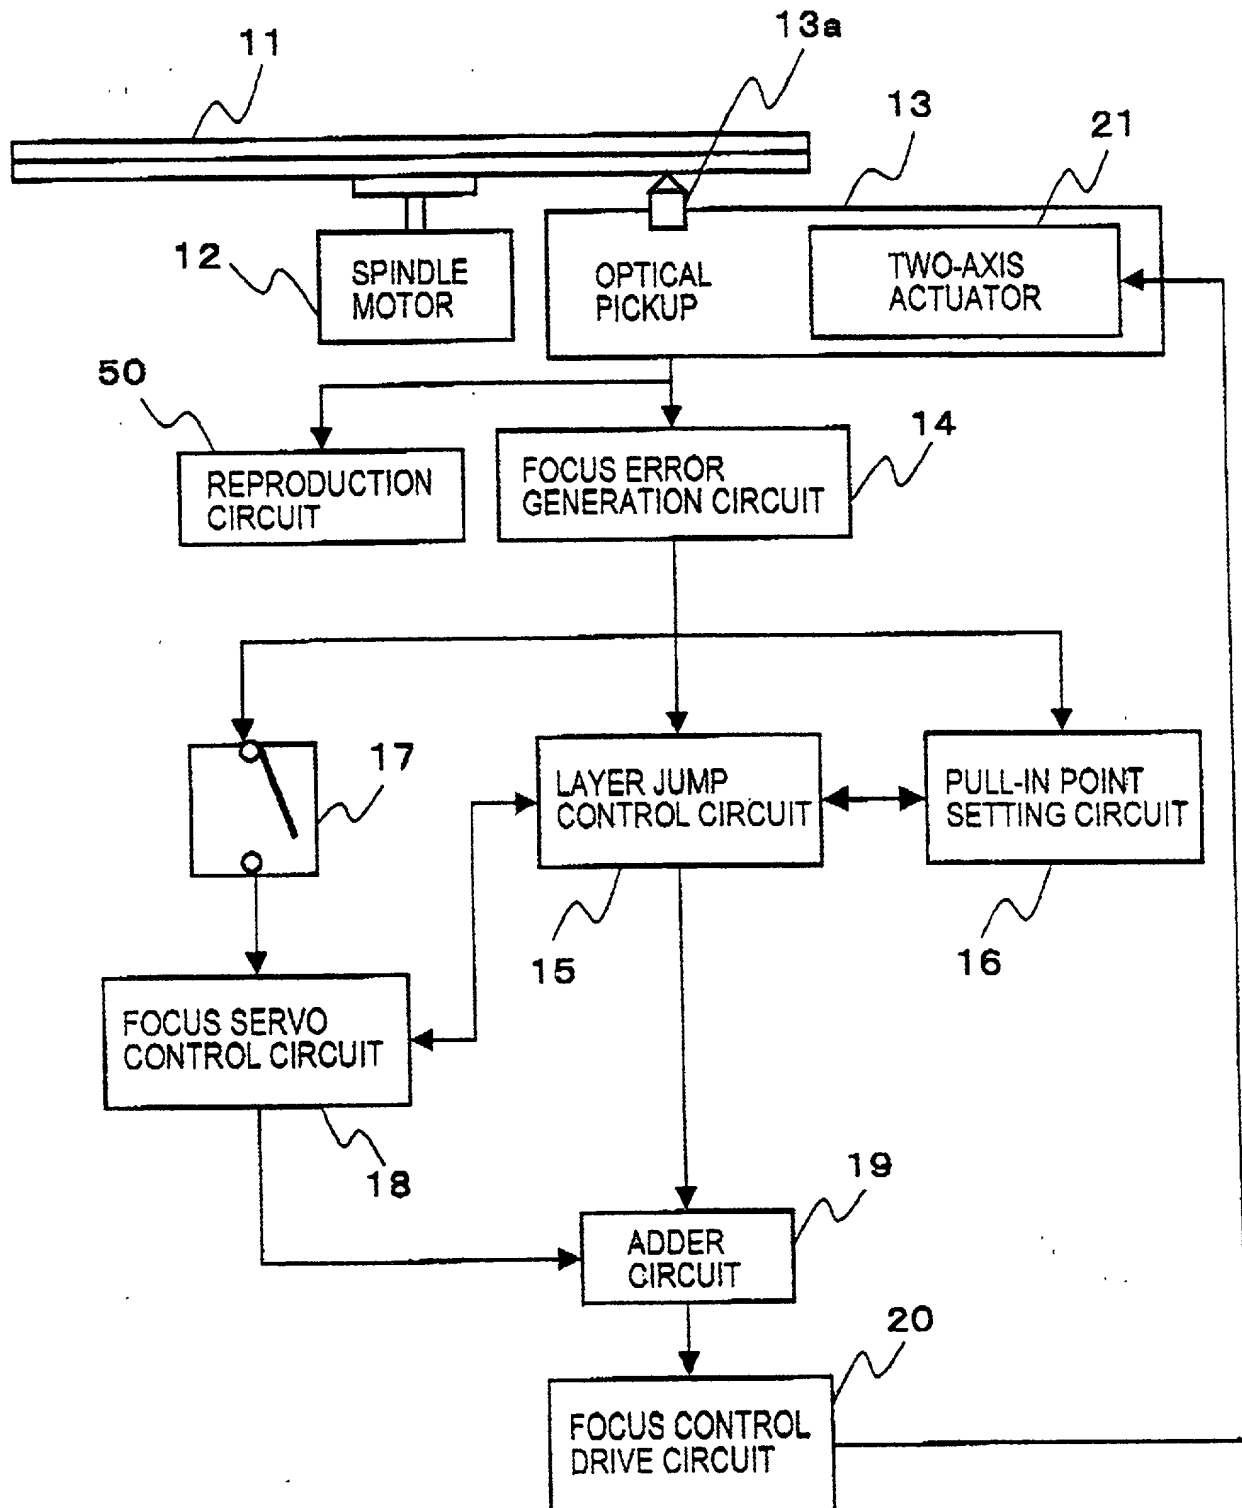 13a
11
13
21
12
SPINDLE
MOTOR
OPTICAL
PICKUP
TWO-AXIS
ACTUATOR
50
14
REPRODUCTION
CIRCUIT
FOCUS ERROR
GENERATION CIRCUIT
17
LAYER JUMP
CONTROL CIRCUIT
PULL-IN POINT
SETTING CIRCUIT
15
16
FOCUS SERVO
CONTROL CIRCUIT
18
19
ADDER
CIRCUIT
20
FOCUS CONTROL
DRIVE CIRCUIT